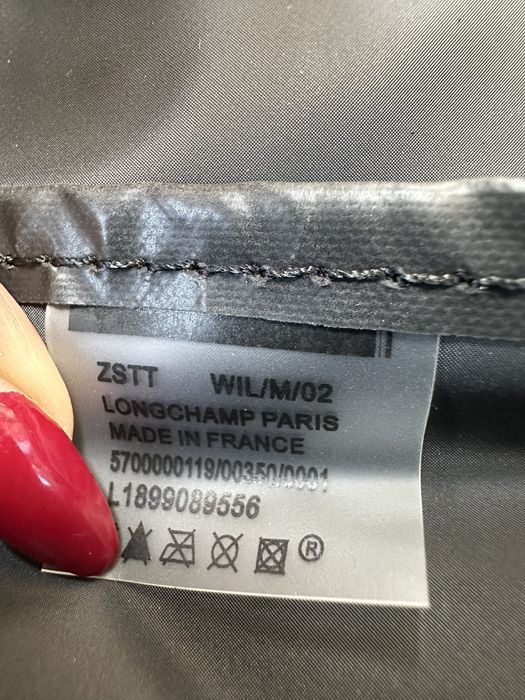 ZSTT WIL/M/02
LONGCHAMP PARIS
MADE IN FRANCE
5700000119/00350/0001
L1899089556
®